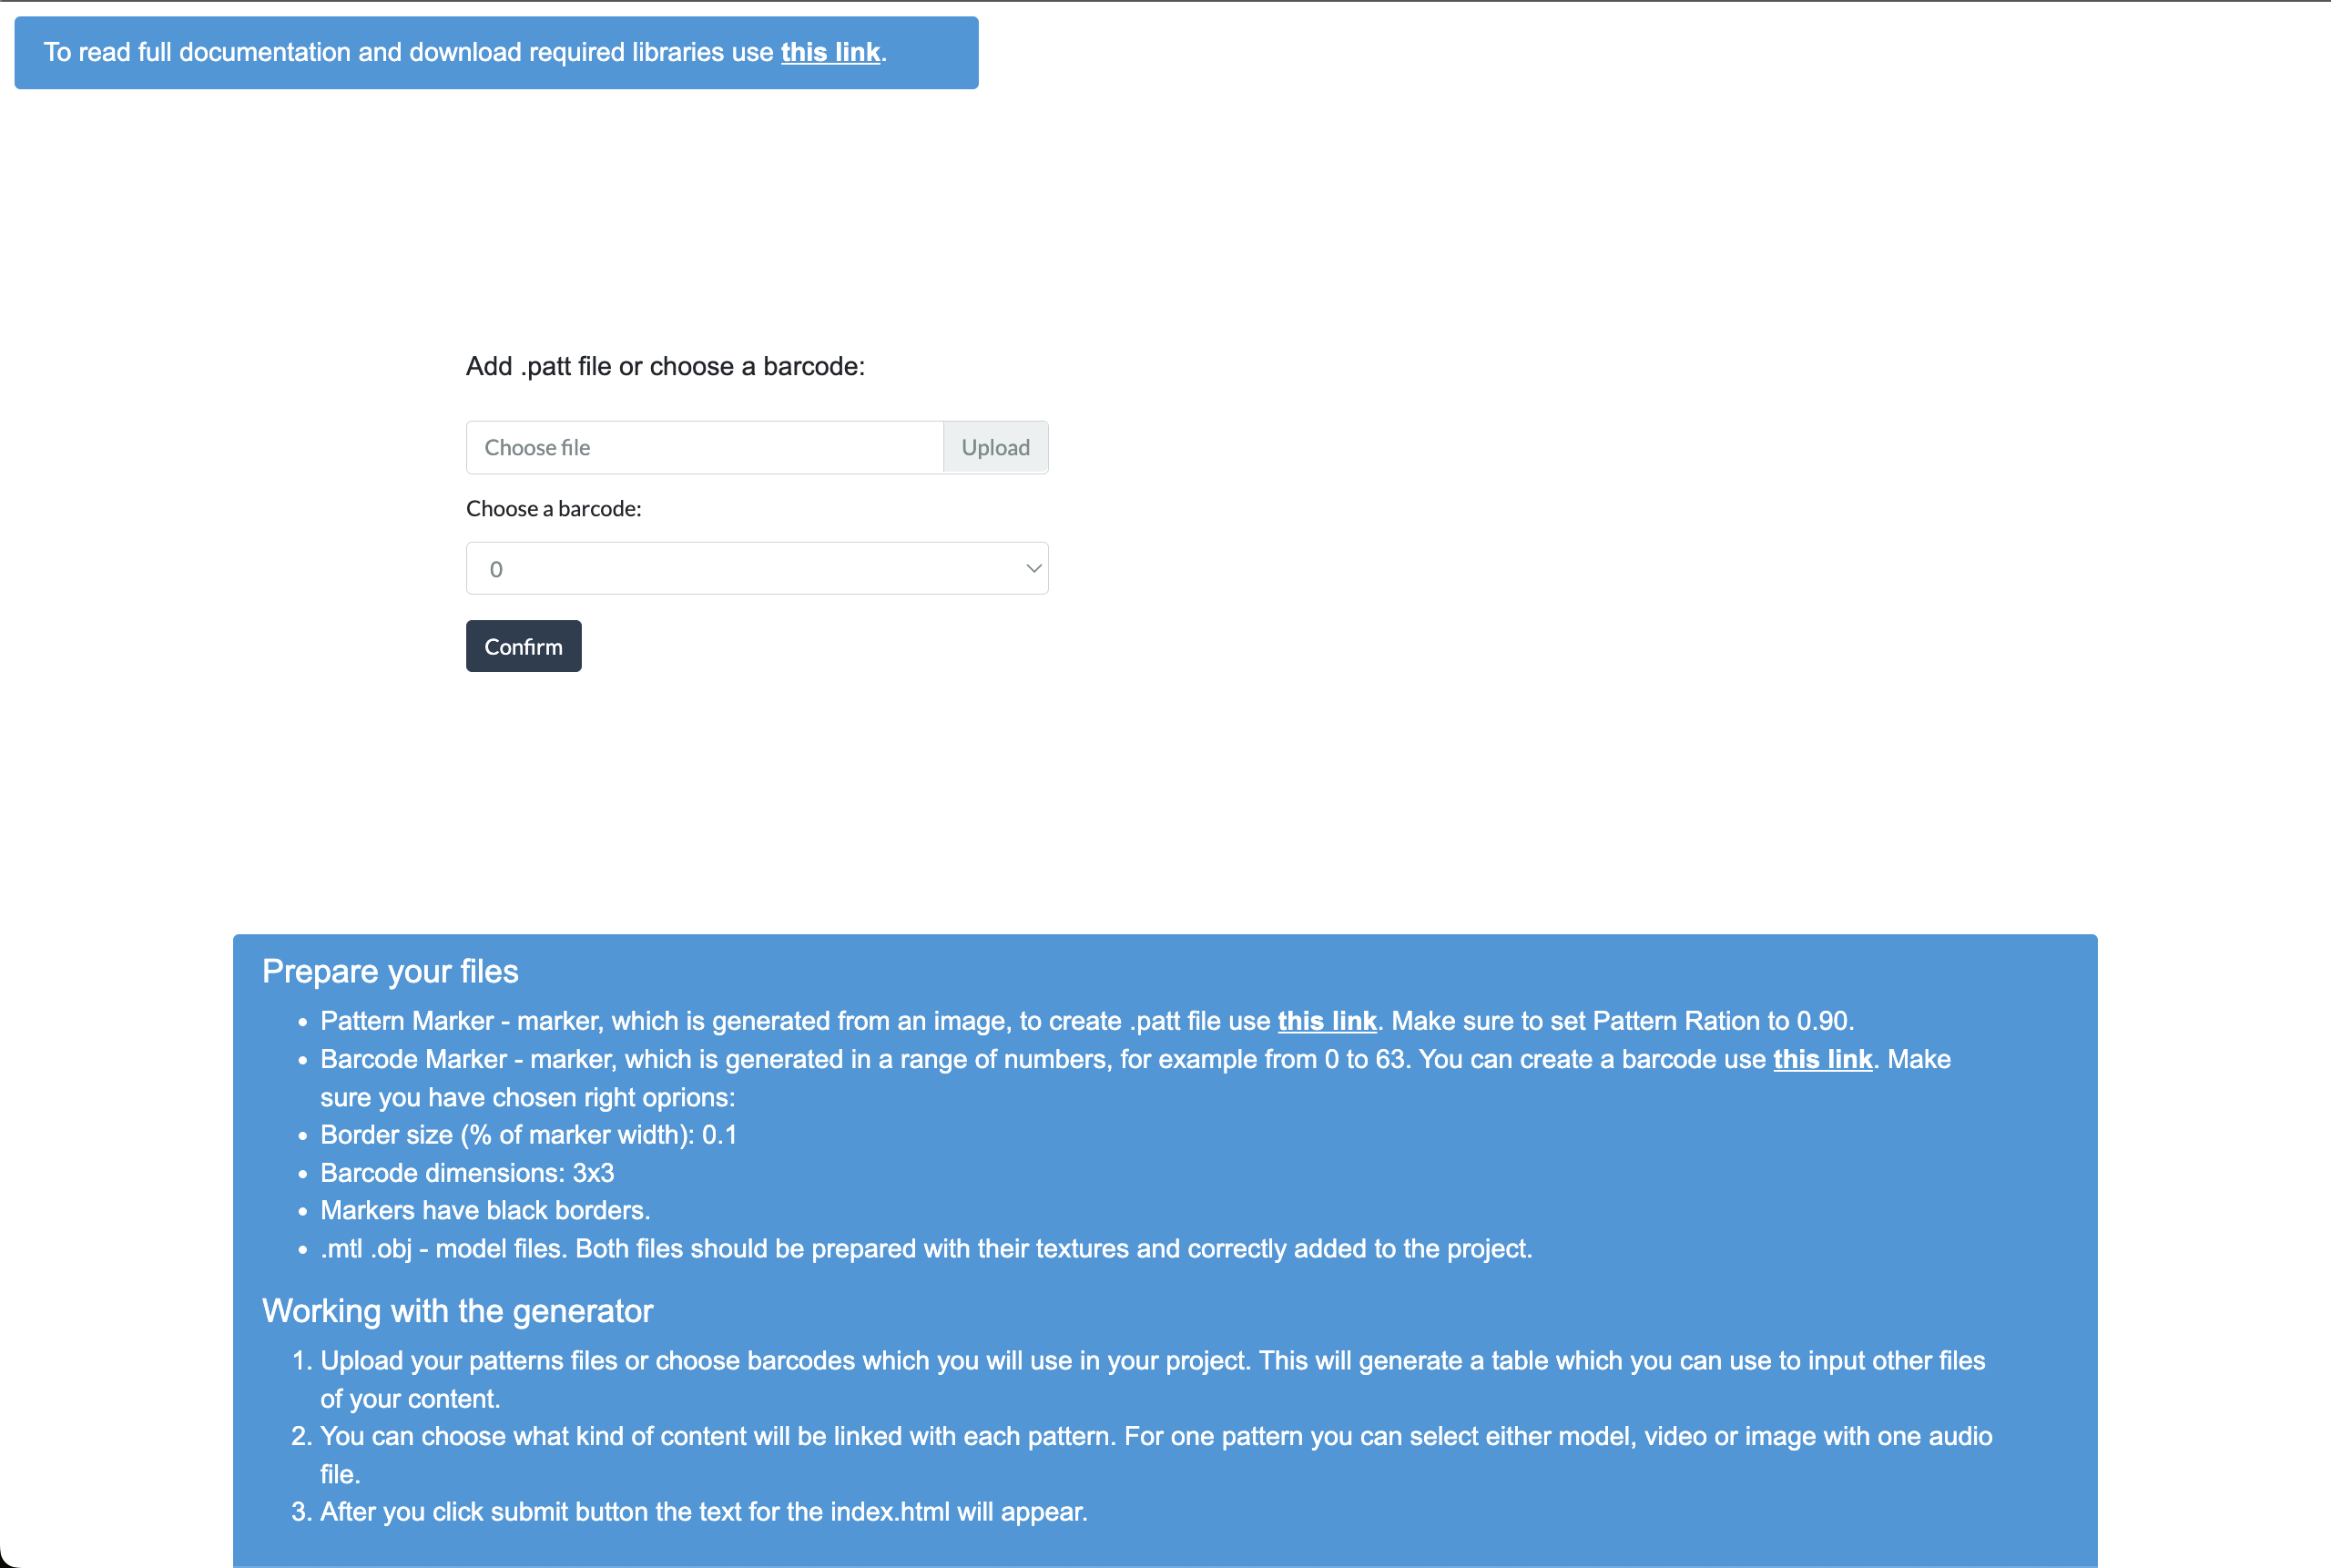 To read full documentation and download required libraries use this link.
Add .patt file or choose a barcode:
Choose file
Upload
Choose a barcode:
0
Confirm
Prepare your files
• Pattern Marker - marker, which is generated from an image, to create .patt file use this link. Make sure to set Pattern Ration to 0.90.
• Barcode Marker - marker, which is generated in a range of numbers, for example from 0 to 63. You can create a barcode use this link. Make
sure you have chosen right oprions:
• Border size (% of marker width): 0.1
• Barcode dimensions: 3x3
• Markers have black borders.
• .mtl .obj - model files. Both files should be prepared with their textures and correctly added to the project.
Working with the generator
1. Upload your patterns files or choose barcodes which you will use in your project. This will generate a table which you can use to input other files
of your content.
2. You can choose what kind of content will be linked with each pattern. For one pattern you can select either model, video or image with one audio
file.
3. After you click submit button the text for the index.html will appear.